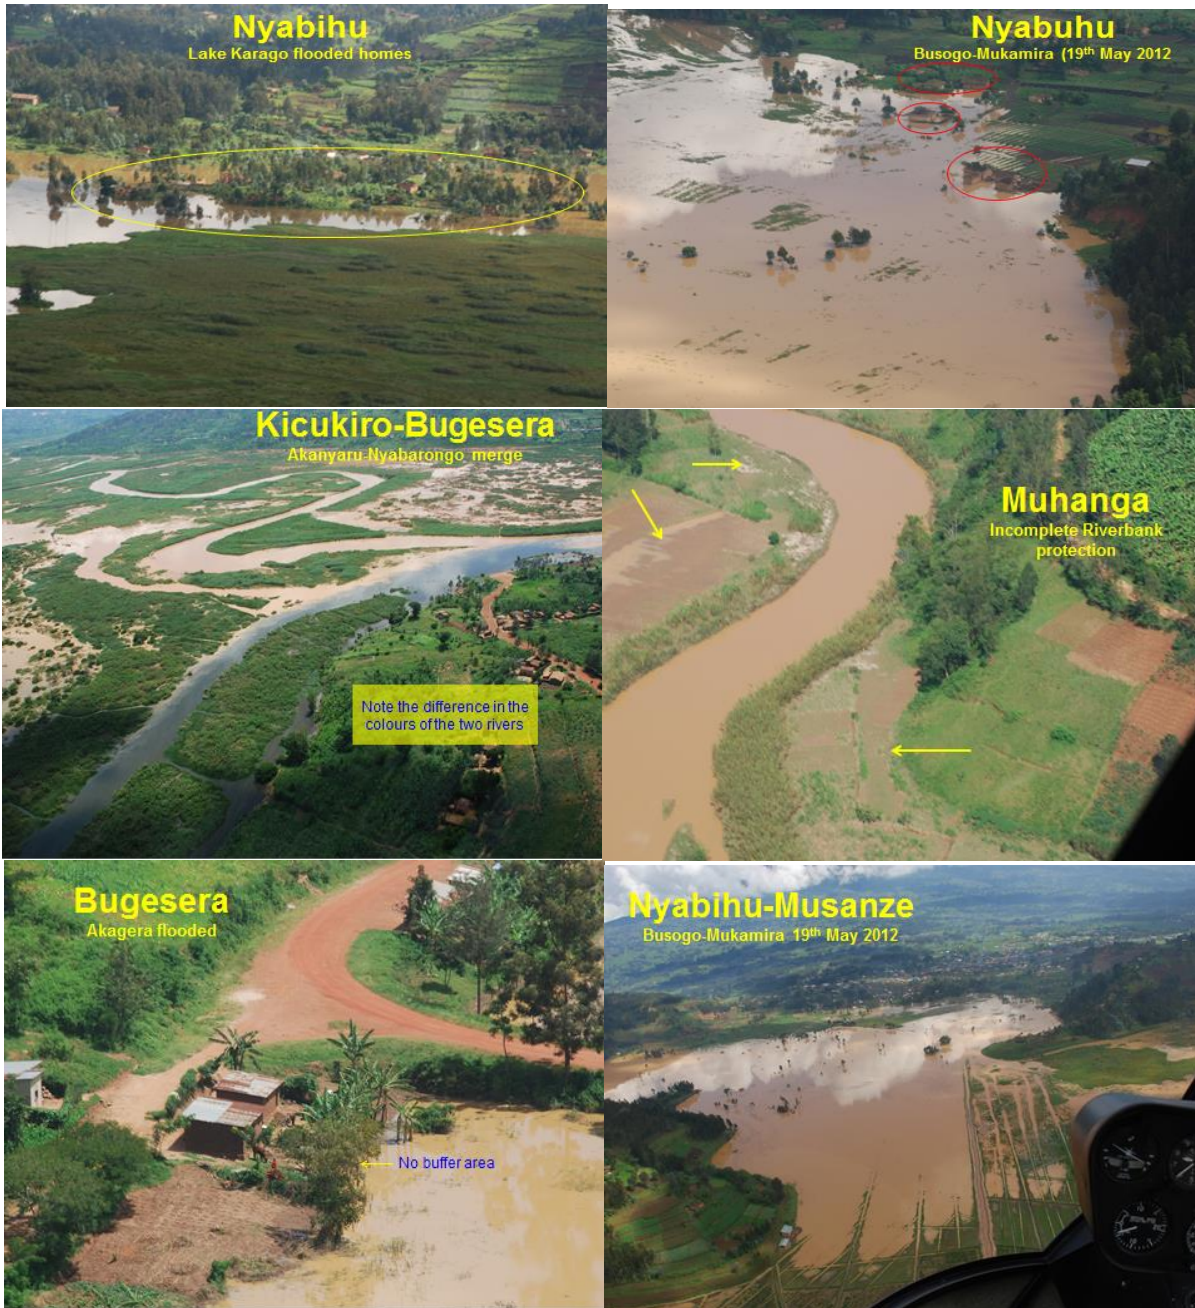 Nyabihu
Lake Karago flooded homes
Nyabuhu
Busogo-Mukamira (19th May 2012
Kicukiro-Bugesera
Akanyaru-Nyabarongo merge
Note the difference in the
colours of the two rivers
Muhanga
Incomplete Riverbank
protection
Bugesera
Akagera flooded
No buffer area
Nyabihu-Musanze
Busogo-Mukamira 19th May 2012